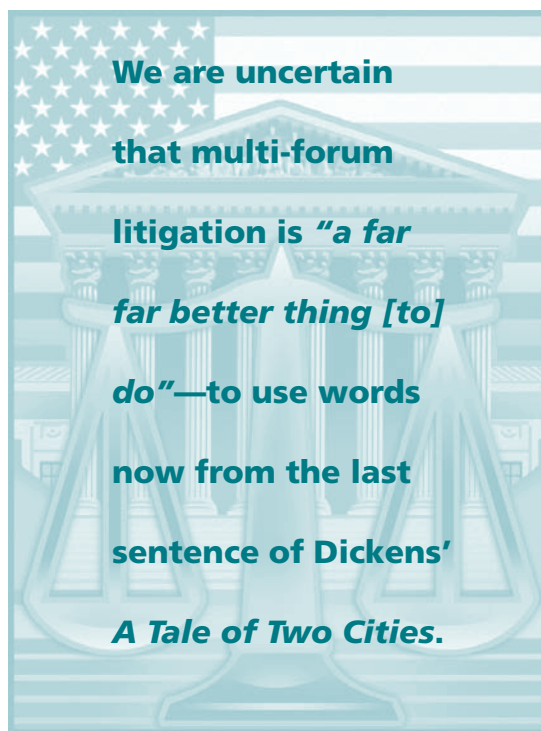 We are uncertain
that multi-forum
litigation is “a far
far better thing [to]
do”—to use words
now from the last
sentence of Dickens’
A Tale of Two Cities.